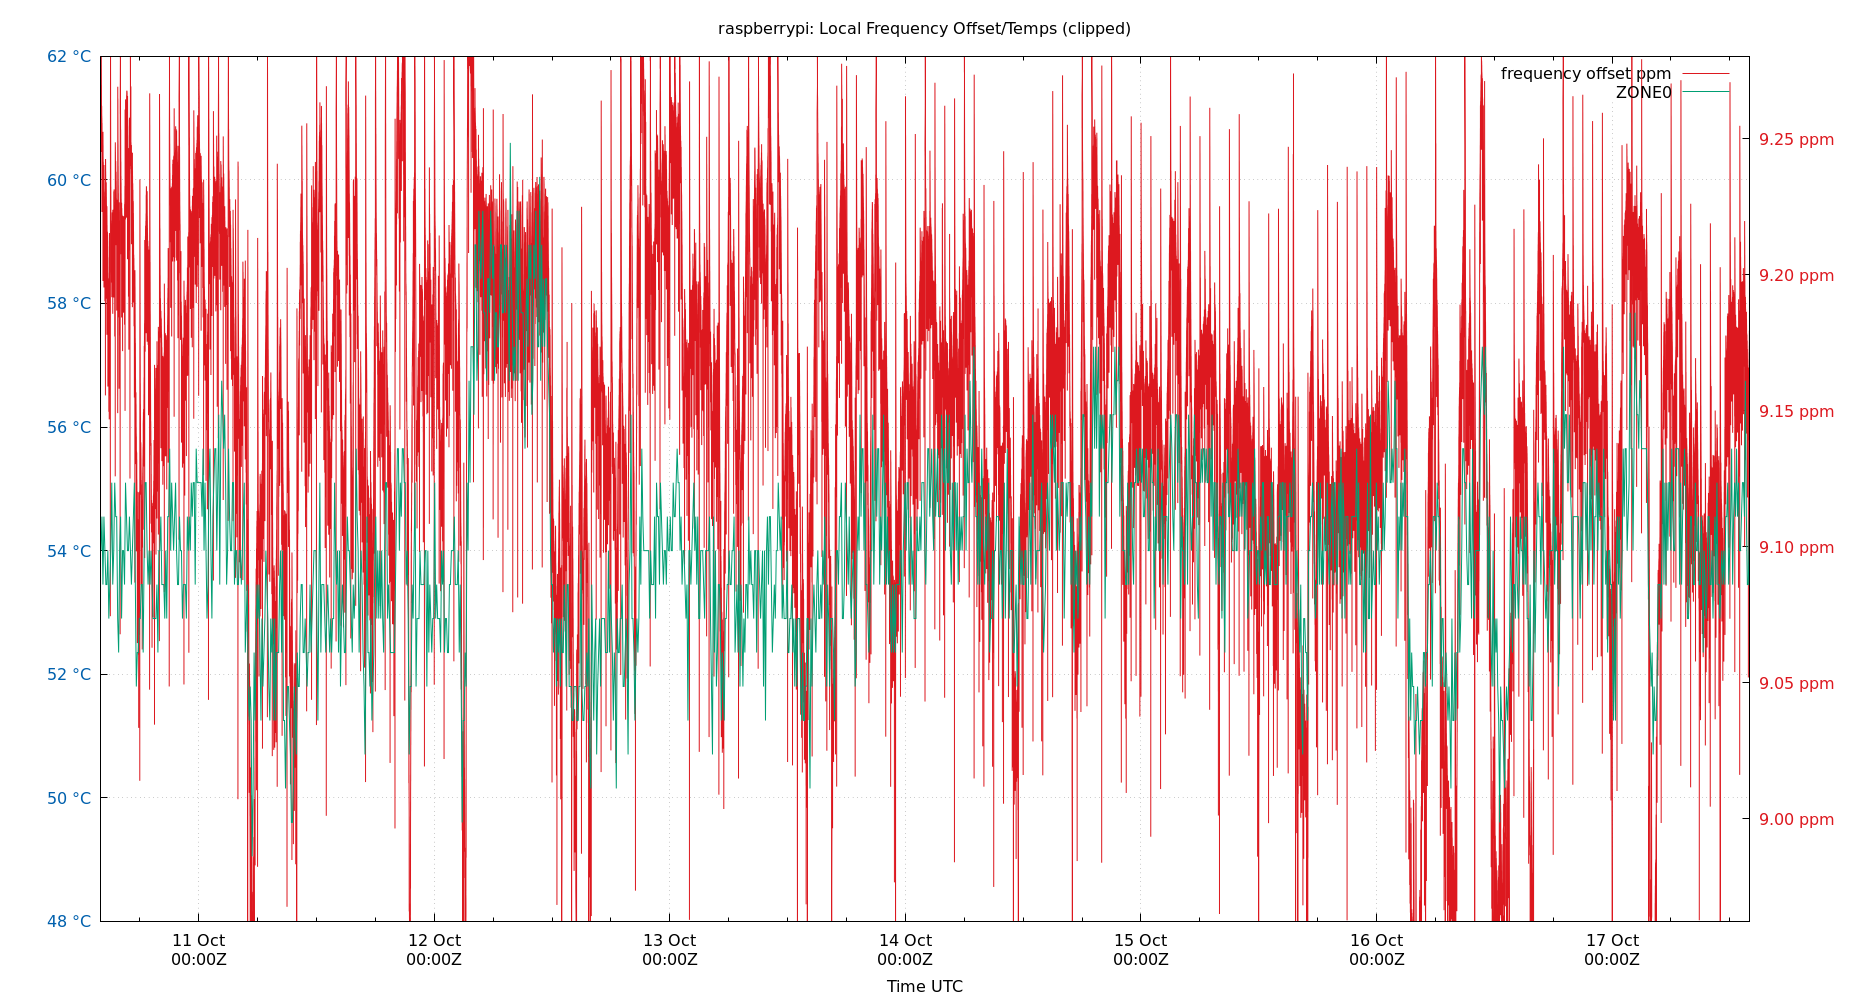 raspberrypi: Local Frequency Offset/Temps (clipped)
62 °C
60 °C
58 °C
56 °C
54 °C
52 °C
50 °C
48 °C
frequency offset ppm
ZONE0
9.25 ppm
9.20 ppm
9.15 ppm
9.10 ppm
9.05 ppm
9.00 ppm
11 Oct
00:00Z
12 Oct
00:00Z
13 Oct
00:00Z
14 Oct
00:00Z
15 Oct
00:00Z
16 Oct
00:00Z
17 Oct
00:00Z
Time UTC